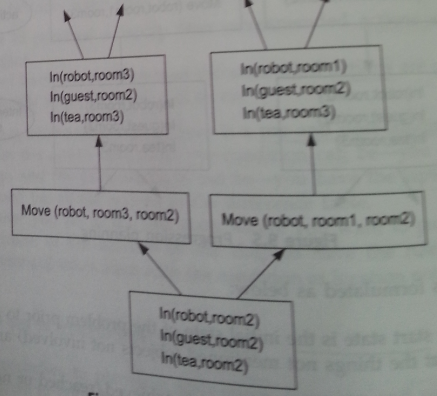 In(robot,room3)
In(guest,room2)
In(tea,room3)
In(robot,room1)
In(guest,room2)
In(tea,room3)
Move (robot, room3, room2)
Move (robot, room1, room2)
In(robot,room2)
In(guest,room2)
In(tea,room2)